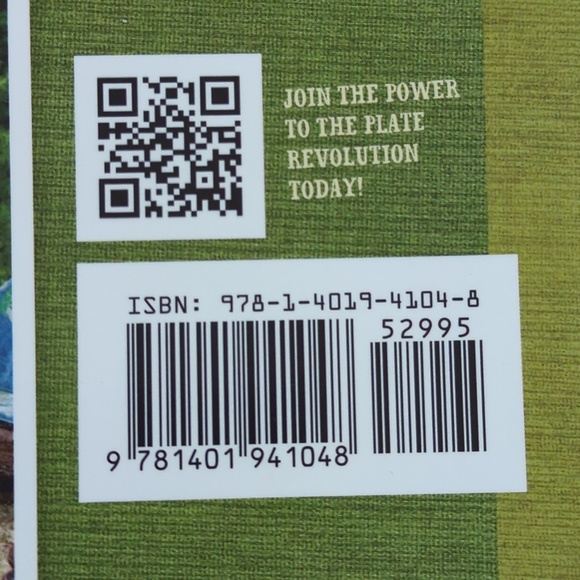 JOIN THE POWER
TO THE PLATE
REVOLUTION
TODAY!
ISBN: 978-1-4019-4104-8
52995
9 781401 941048